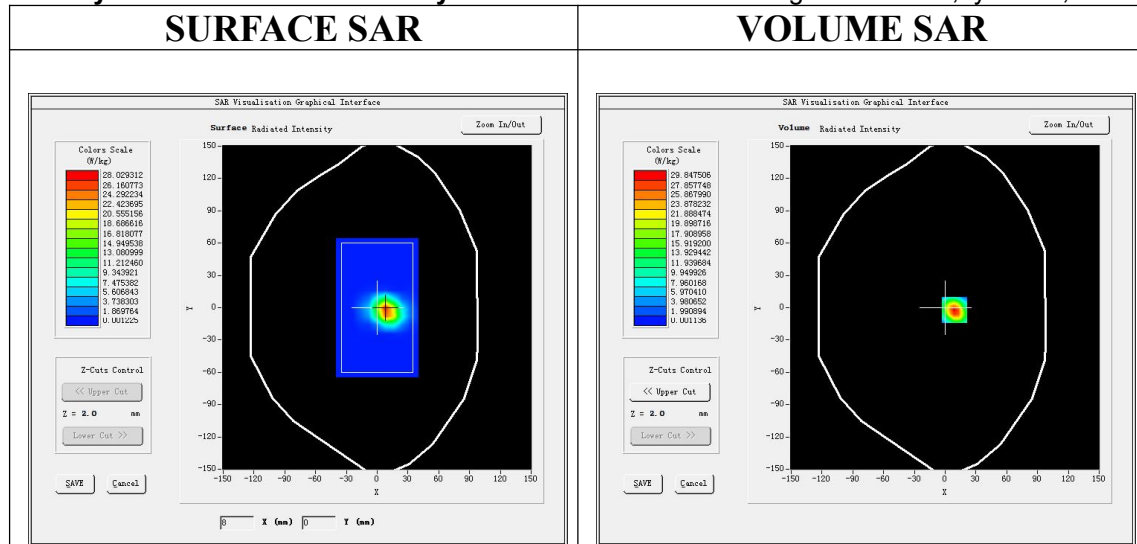 SURFACE SAR
VOLUME SAR
SAR Visualisation Graphical Interface
Surface Radiated Intensity
Zoom In/Out
Colors Scale
(W/kg)
28.029312
26.160773
24.292234
22.423695
20.555156
18.686616
16.818077
14.949538
13.080999
11.212460
9.343921
7.475382
5.606843
3.738303
1.869764
0.001225
Z-Cuts Control
<< Upper Cut
Z = 2.0 mm
Lower Cut >>
SAVE
Cancel
150
120
90
60
30
0
-30
-60
-90
-120
-150
Y
-150 -120 -90 -60 -30 0 30 60 90 120 150
X
8 X (mm) 0 Y (mm)
SAR Visualisation Graphical Interface
Volume Radiated Intensity
Zoom In/Out
Colors Scale
(W/kg)
29.847506
27.857748
25.867990
23.878232
21.888474
19.898716
17.908958
15.919200
13.929442
11.939684
9.949926
7.960168
5.970410
3.980652
1.990894
0.001136
Z-Cuts Control
<< Upper Cut
Z = 2.0 mm
Lower Cut >>
SAVE
Cancel
150
120
90
60
30
0
-30
-60
-90
-120
-150
Y
-150 -120 -90 -60 -30 0 30 60 90 120 150
X